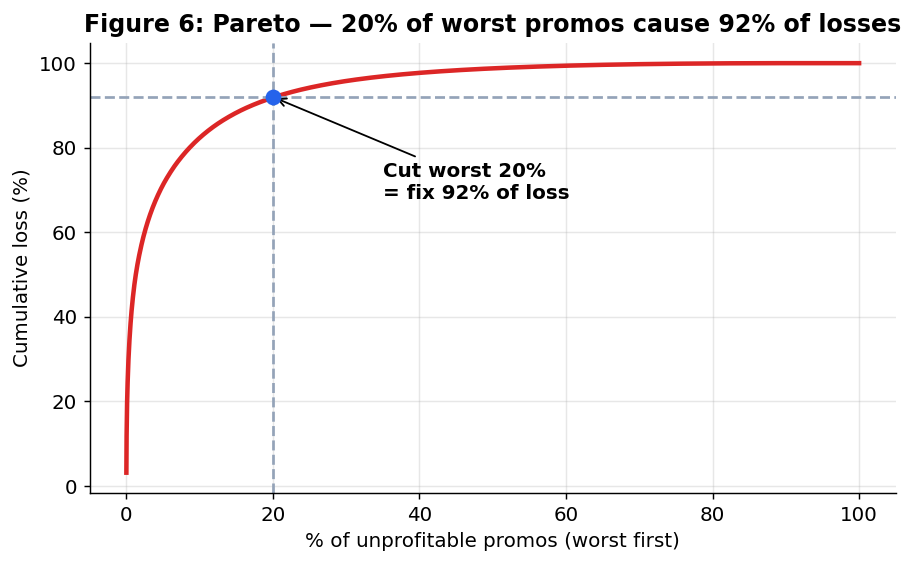 Figure 6: Pareto — 20% of worst promos cause 92% of losses
100
80
60
40
20
0
Cumulative loss (%)
Cut worst 20%
= fix 92% of loss
0 20 40 60 80 100
% of unprofitable promos (worst first)